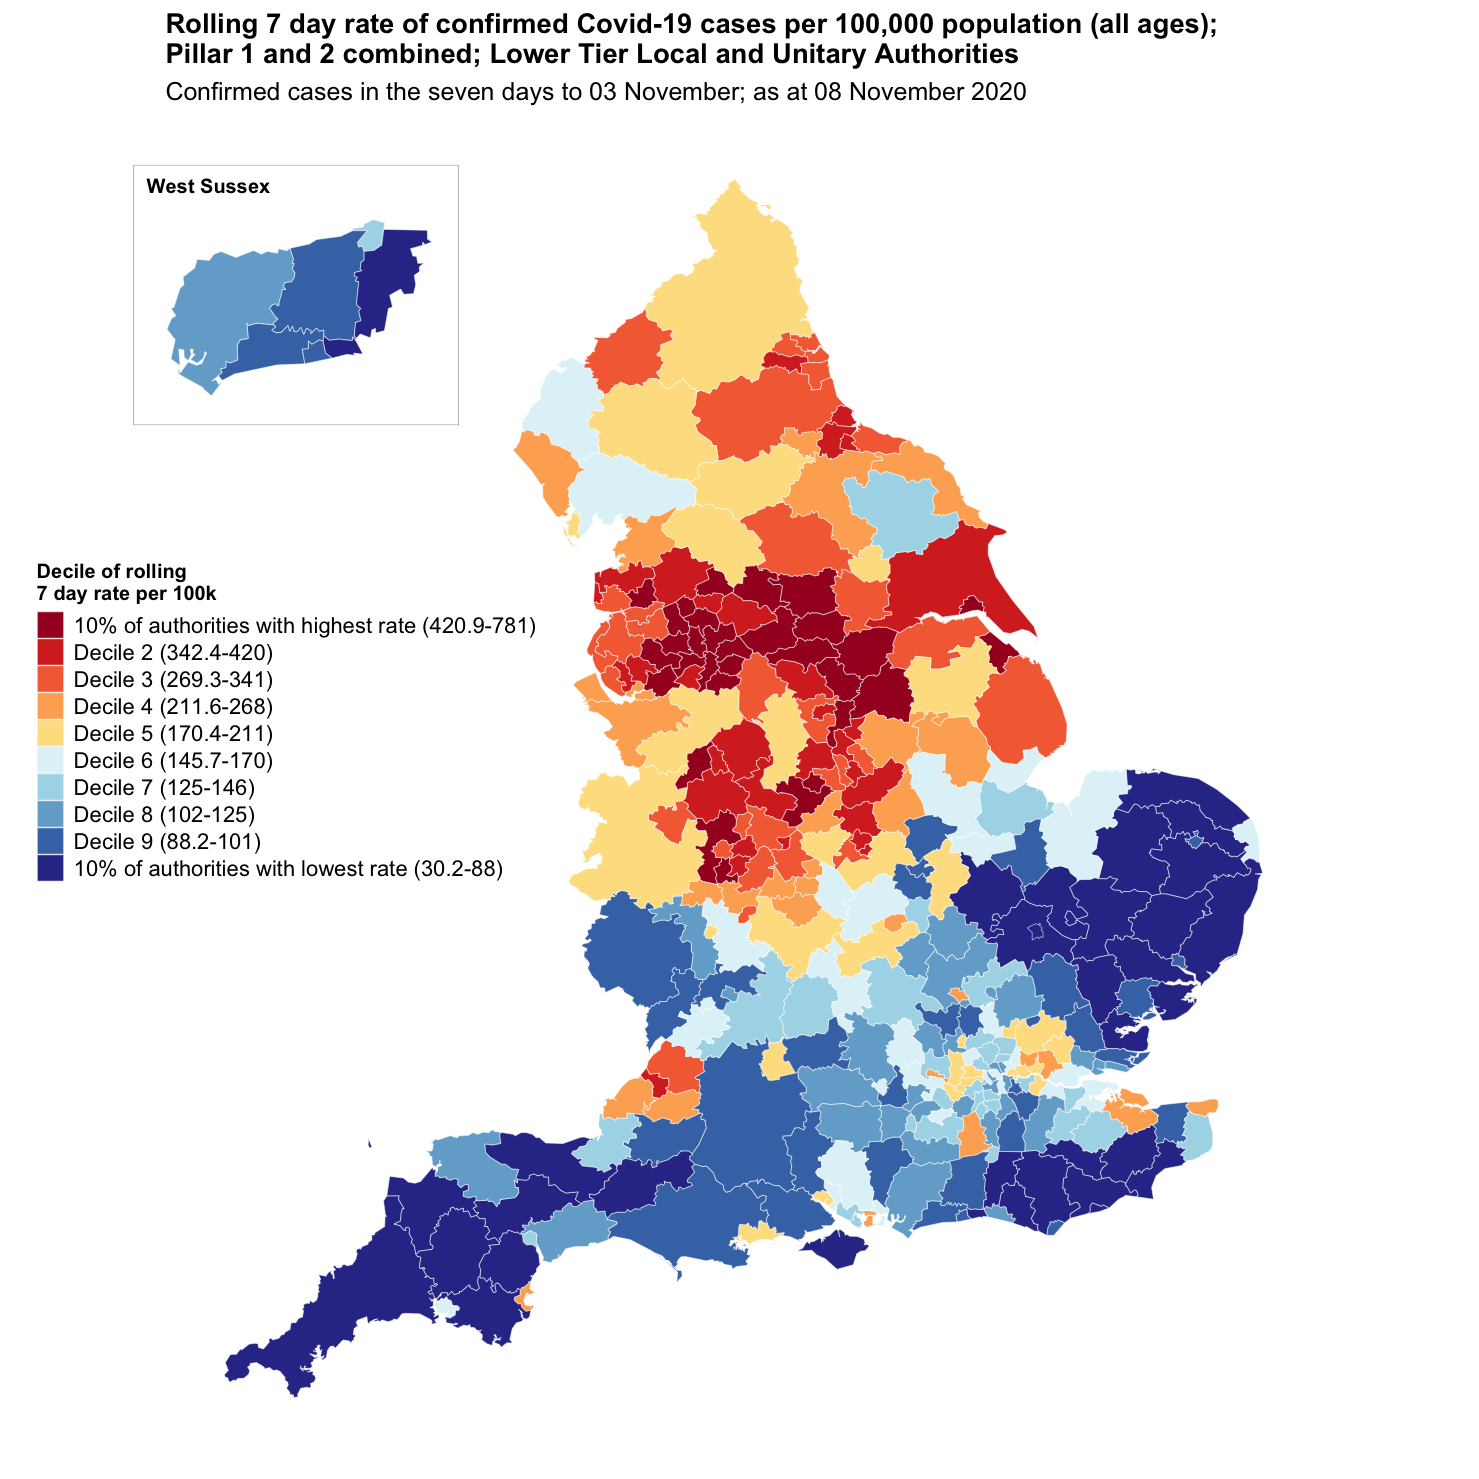 Rolling 7 day rate of confirmed Covid-19 cases per 100,000 population (all ages);
Pillar 1 and 2 combined; Lower Tier Local and Unitary Authorities
Confirmed cases in the seven days to 03 November; as at 08 November 2020
West Sussex
Decile of rolling
7 day rate per 100k
10% of authorities with highest rate (420.9-781)
Decile 2 (342.4-420)
Decile 3 (269.3-341)
Decile 4 (211.6-268)
Decile 5 (170.4-211)
Decile 6 (145.7-170)
Decile 7 (125-146)
Decile 8 (102-125)
Decile 9 (88.2-101)
10% of authorities with lowest rate (30.2-88)